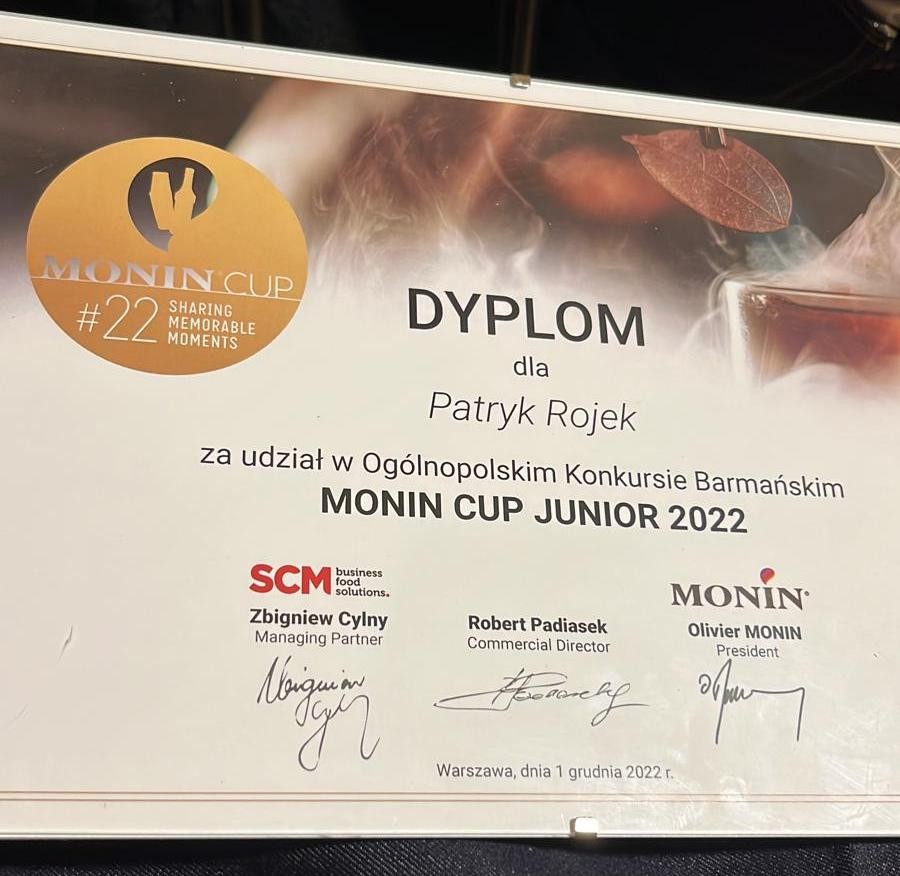 MONIN CUP
#22 SHARING
MEMORABLE
MOMENTS
DYPLOM
dla
Patryk Rojek
za udział w Ogólnopolskim Konkursie Barmańskim
MONIN CUP JUNIOR 2022
SCM business
food
solutions.
Zbigniew Cylny
Managing Partner
Zbigniew
Cylny
Robert Padiasek
Commercial Director
MONIN
Olivier MONIN
President
Warszawa, dnia 1 grudnia 2022 r.